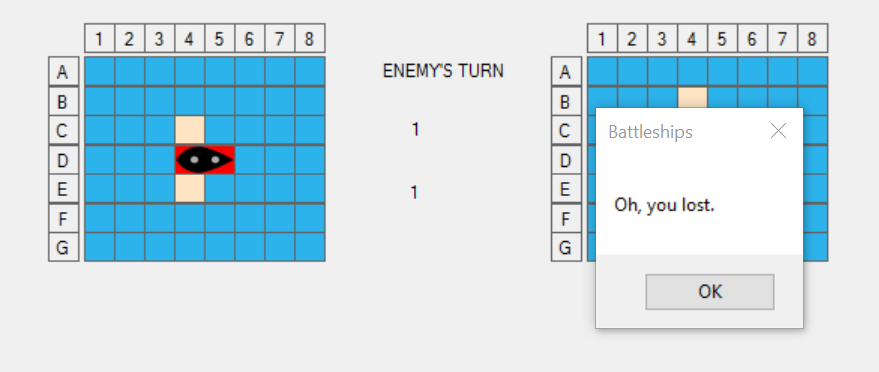 1 2 3 4 5 6 7 8
A
B
C
D
E
F
G
ENEMY'S TURN
1
1
1 2 3 4 5 6 7 8
A
B
C
D
E
F
G
Battleships
Oh, you lost.
OK